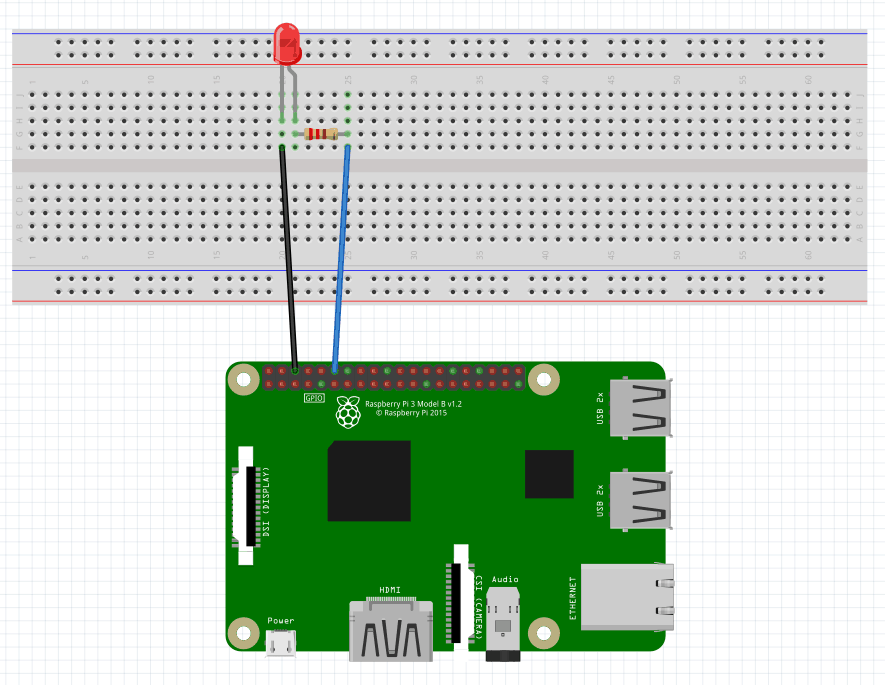 1 5 10 15 20 25 30 35 40 45 50 55 60
J J
I I
H H
G G
F F
E E
D D
C C
B B
A A
1 5 10 15 20 25 30 35 40 45 50 55 60
GPIO
Raspberry Pi 3 Model B v1.2
© Raspberry Pi 2015
USB 2x
USB 2x
DSI (DISPLAY)
CSI (CAMERA)
ETHERNET
Audio
HDMI
Power